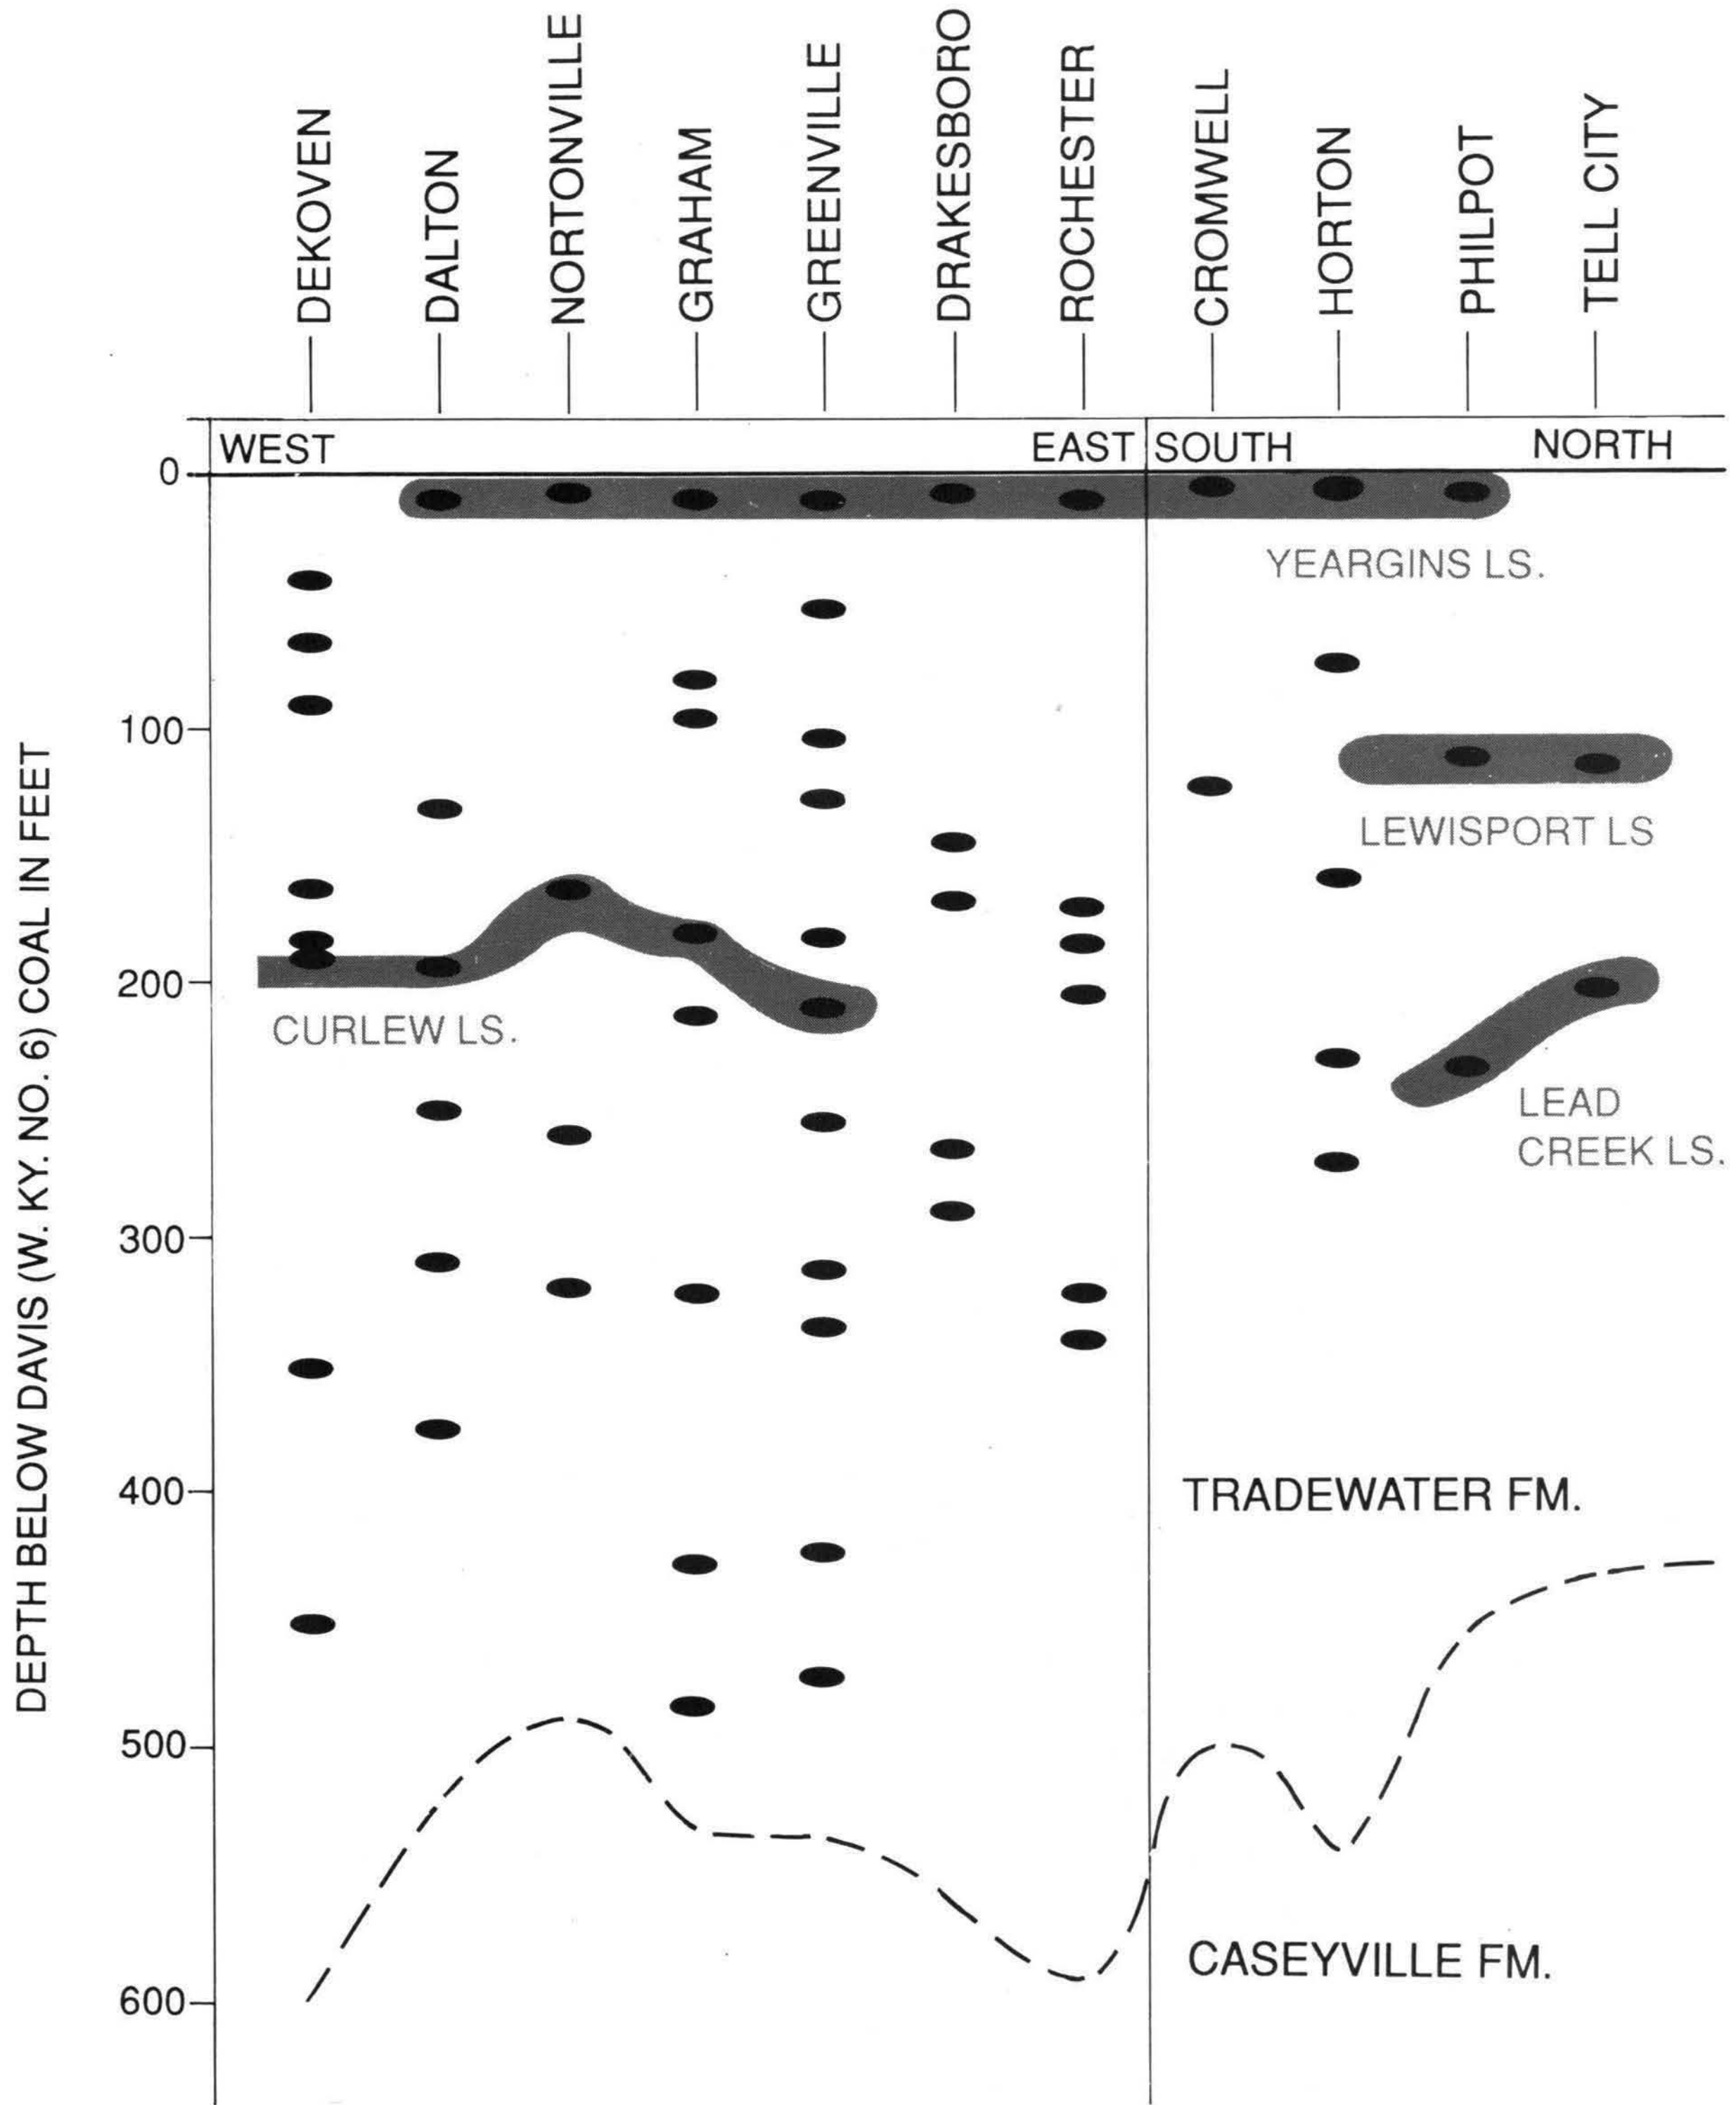 DEKOVEN
DALTON
NORTONVILLE
GRAHAM
GREENVILLE
DRAKESBORO
ROCHESTER
CROMWELL
HORTON
PHILPOT
TELL CITY
WEST
EAST
SOUTH
NORTH
DEPTH BELOW DAVIS (W. KY. NO. 6) COAL IN FEET
0
100
200
300
400
500
600
YEARGINS LS.
LEWISPORT LS
CURLEW LS.
LEAD
CREEK LS.
TRADEWATER FM.
CASEYVILLE FM.